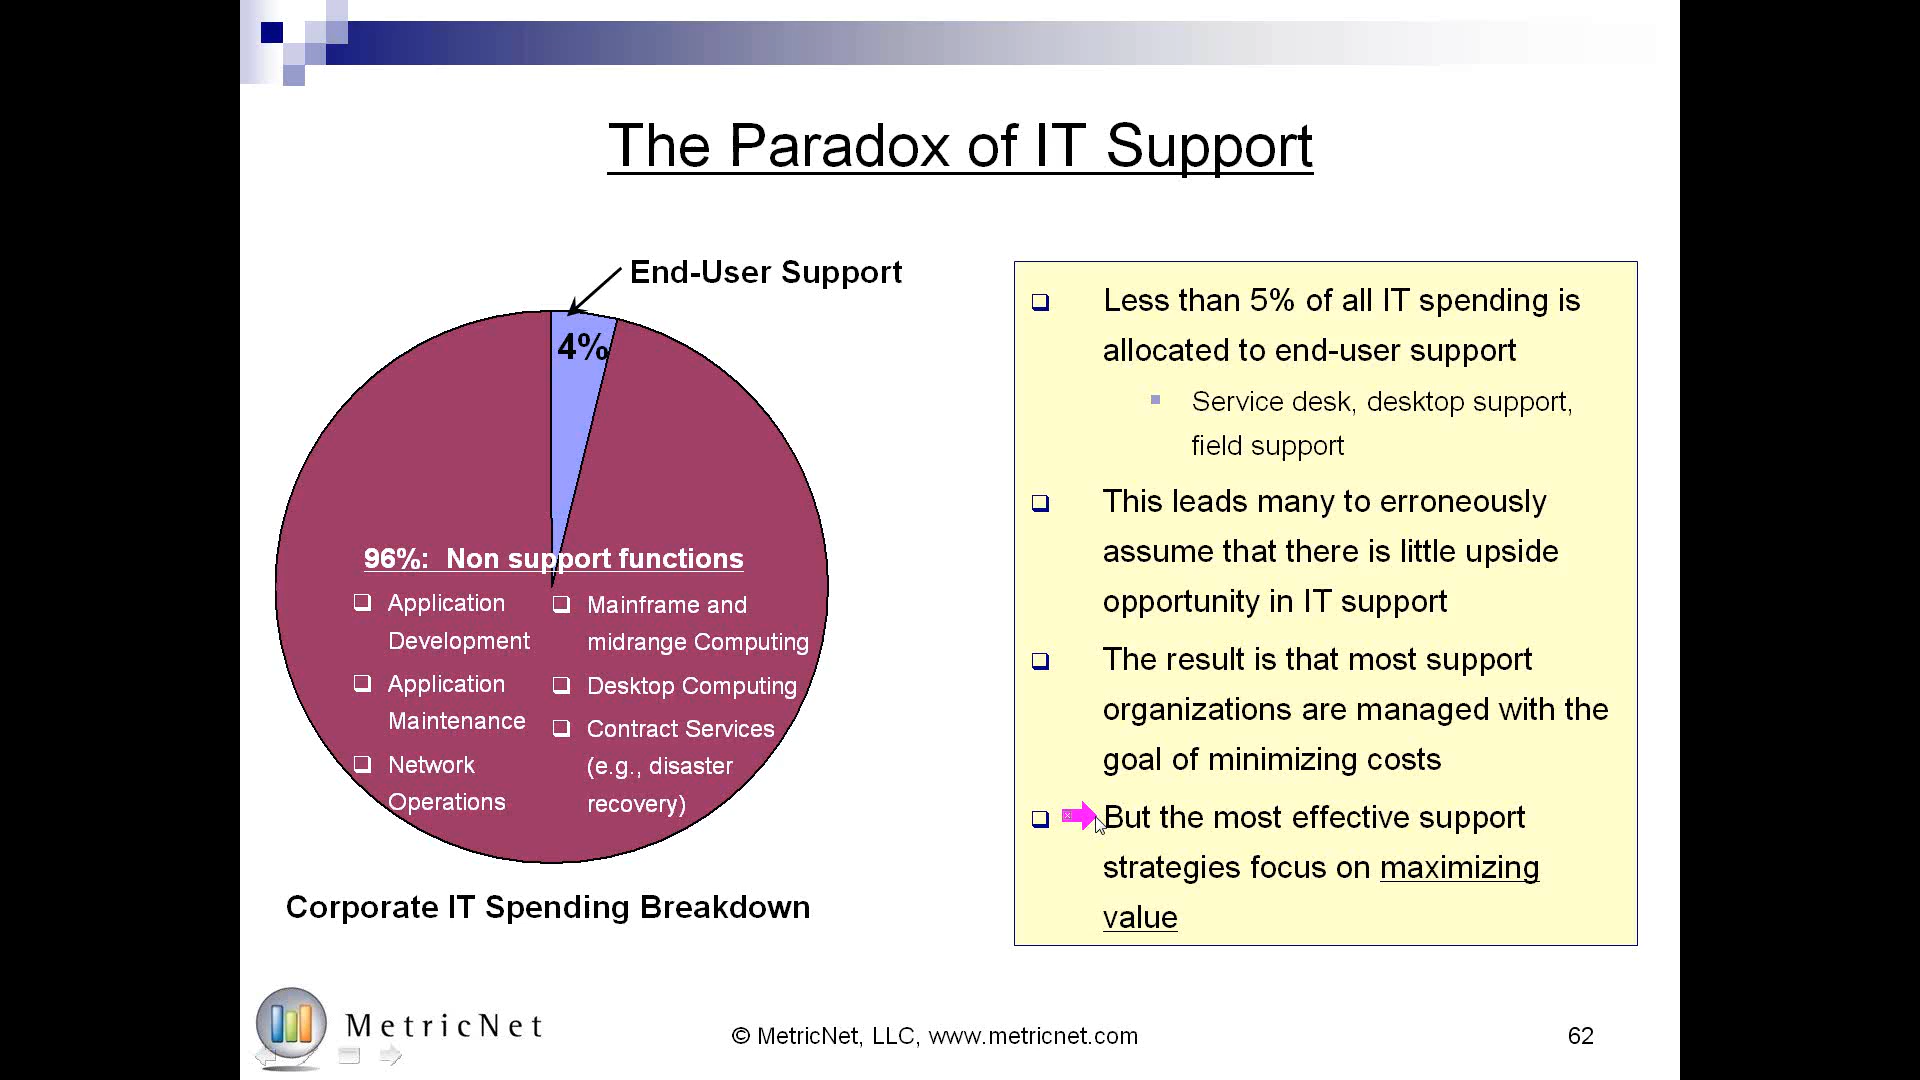 The Paradox of IT Support
End-User Support
4%
96%:  Non support functions
Application
Development
Application
Maintenance
Network
Operations
Mainframe and
midrange Computing
Desktop Computing
Contract Services
(e.g., disaster
recovery)
Corporate IT Spending Breakdown
Less than 5% of all IT spending is
allocated to end-user support
Service desk, desktop support,
field support
This leads many to erroneously
assume that there is little upside
opportunity in IT support
The result is that most support
organizations are managed with the
goal of minimizing costs
But the most effective support
strategies focus on maximizing
value
MetricNet
© MetricNet, LLC, www.metricnet.com
62